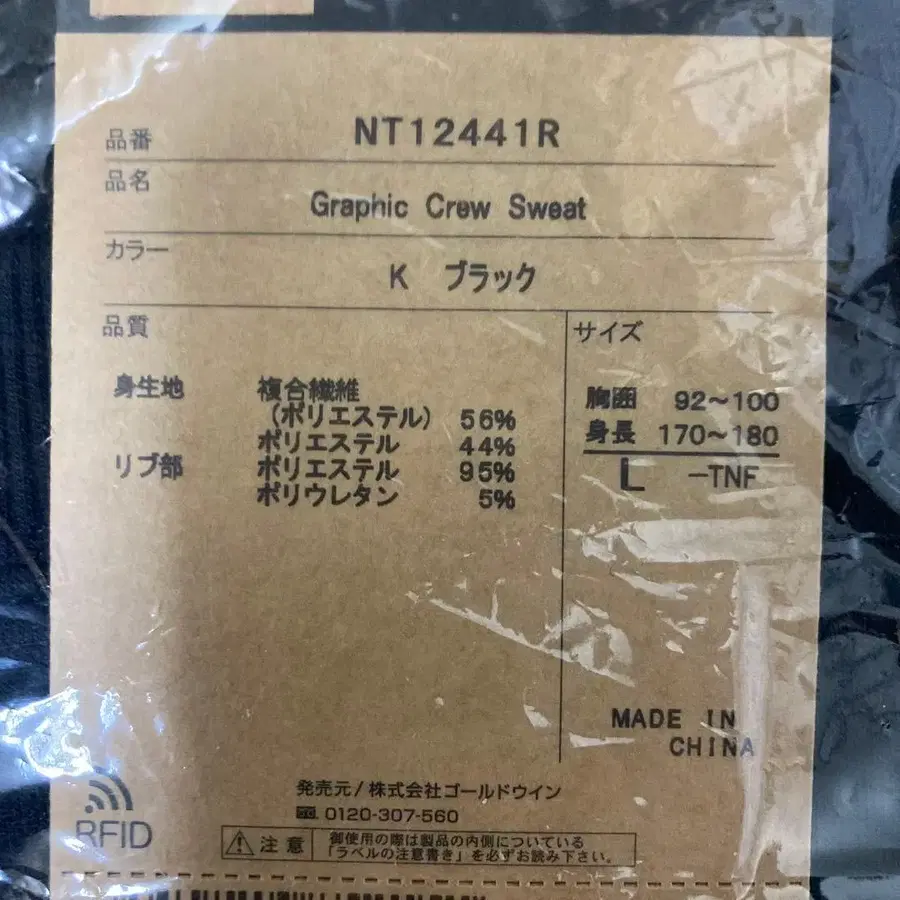 品番 NT12441R
品名
Graphic Crew Sweat
カラー
K ブラック
品質
身生地 複合繊維
(ポリエステル) 56%
ポリエステル 44%
リブ部 ポリエステル 95%
ポリウレタン 5%
サイズ
胸囲 92～100
身長 170～180
L -TNF
MADE IN
CHINA
発売元/株式会社ゴールドウイン
0120-307-560
RFID
注意
御使用の際は製品の内側についている
「ラベルの注意書き」を必ずお読み下さい。